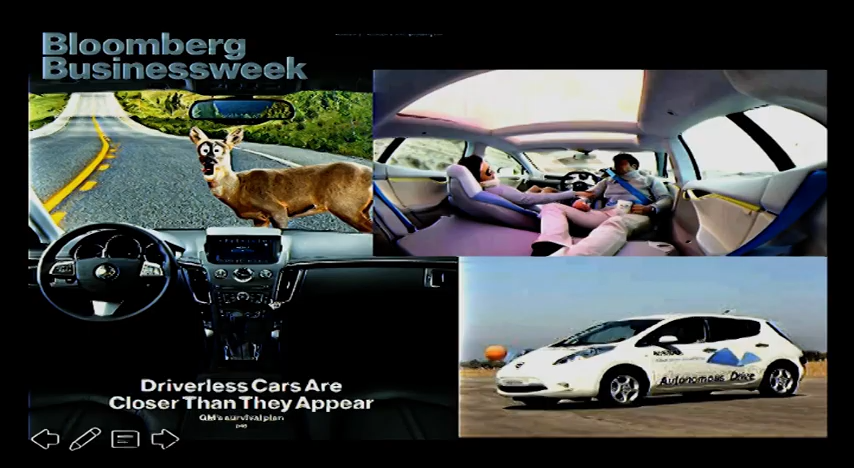 Bloomberg
Businessweek
Driverless Cars Are
Closer Than They Appear
GM's survival plan
Autonomous Drive